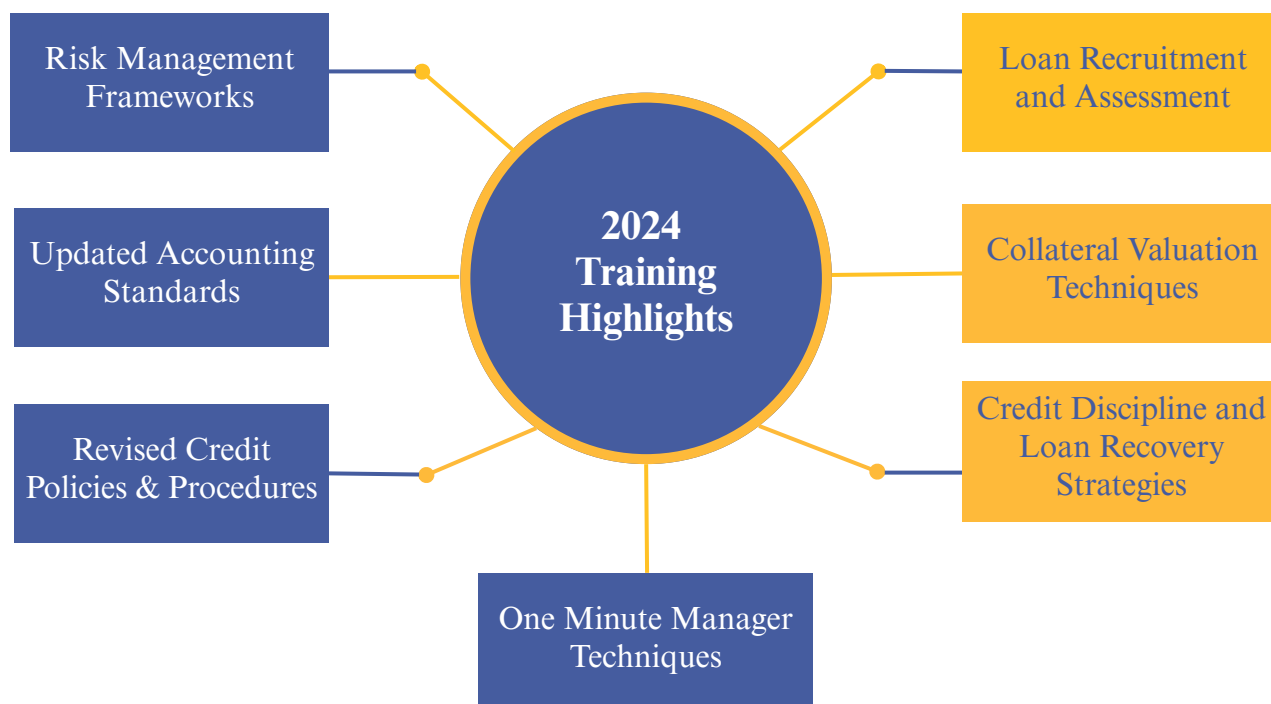 Risk Management
Frameworks
Loan Recruitment
and Assessment
2024
Training
Highlights
Updated Accounting
Standards
Collateral Valuation
Techniques
Revised Credit
Policies & Procedures
Credit Discipline and
Loan Recovery
Strategies
One Minute Manager
Techniques